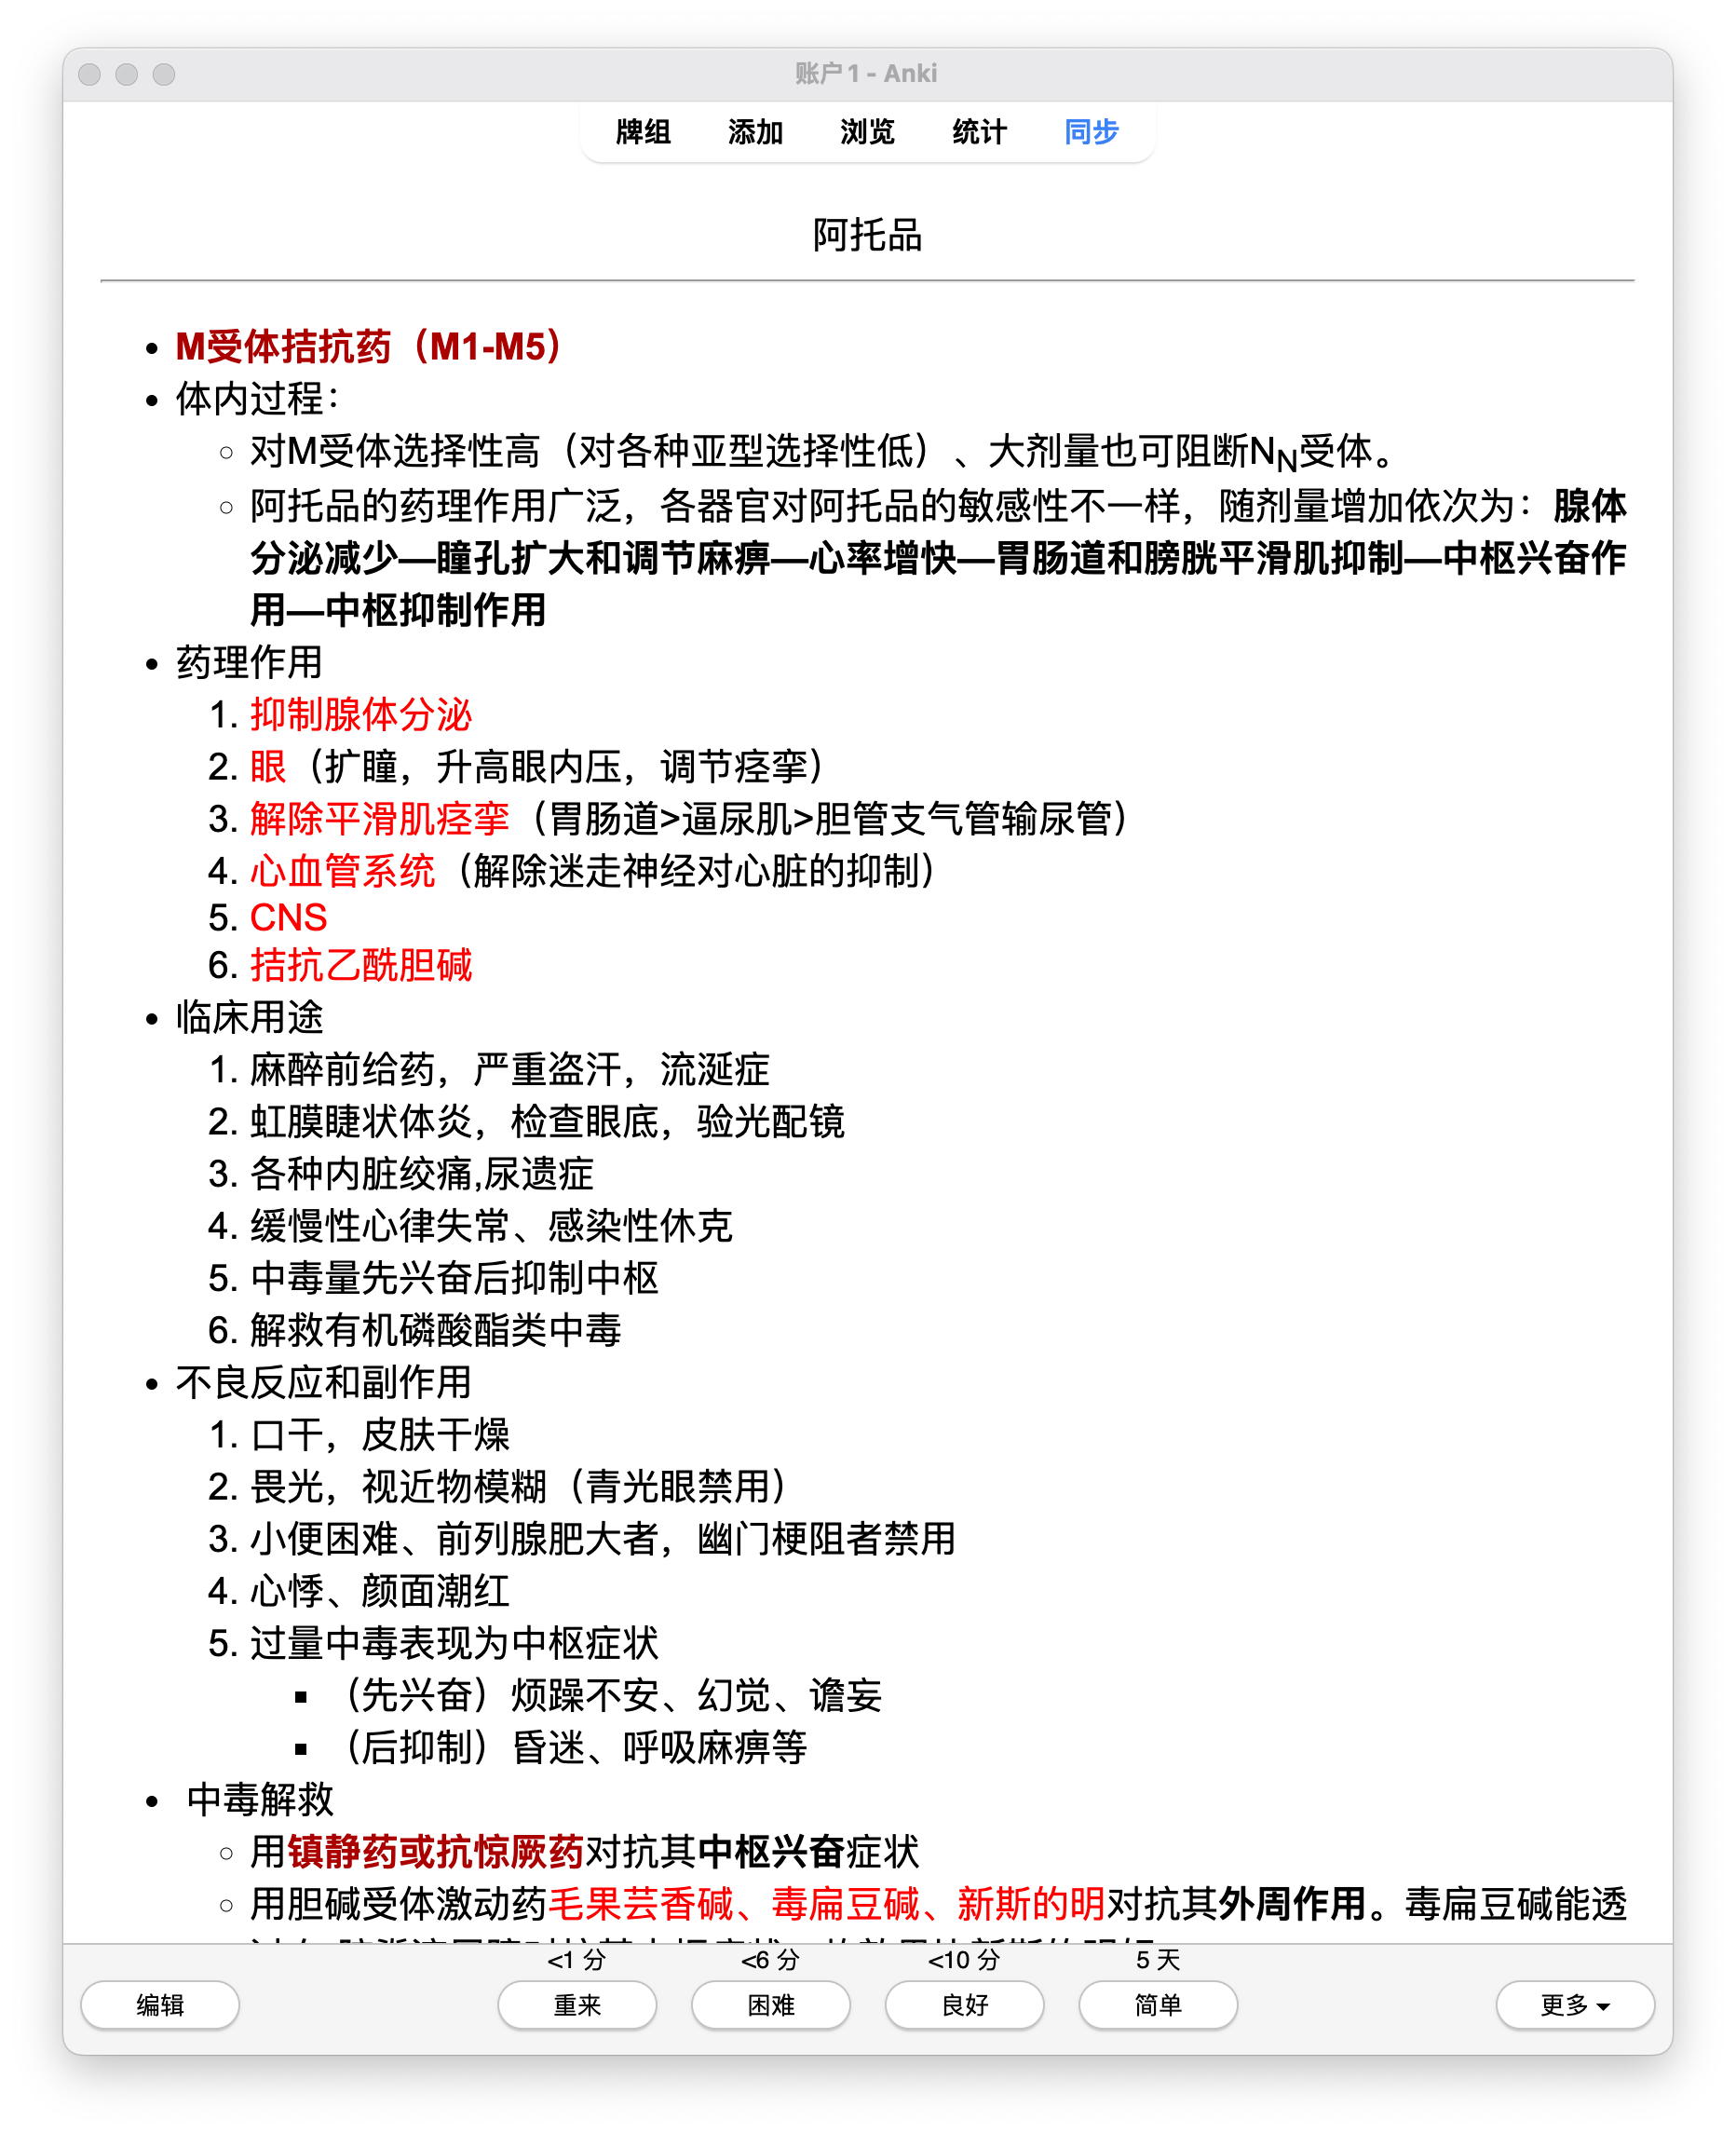 账户1 - Anki
牌组 添加 浏览 统计 同步
阿托品
• M受体拮抗药（M1-M5）
• 体内过程：
◦ 对M受体选择性高（对各种亚型选择性低）、大剂量也可阻断NN受体。
◦ 阿托品的药理作用广泛，各器官对阿托品的敏感性不一样，随剂量增加依次为：腺体
分泌减少—瞳孔扩大和调节麻痹—心率增快—胃肠道和膀胱平滑肌抑制—中枢兴奋作
用—中枢抑制作用
• 药理作用
1. 抑制腺体分泌
2. 眼（扩瞳，升高眼内压，调节痉挛）
3. 解除平滑肌痉挛（胃肠道>逼尿肌>胆管支气管输尿管）
4. 心血管系统（解除迷走神经对心脏的抑制）
5. CNS
6. 拮抗乙酰胆碱
• 临床用途
1. 麻醉前给药，严重盗汗，流涎症
2. 虹膜睫状体炎，检查眼底，验光配镜
3. 各种内脏绞痛,尿遗症
4. 缓慢性心律失常、感染性休克
5. 中毒量先兴奋后抑制中枢
6. 解救有机磷酸酯类中毒
• 不良反应和副作用
1. 口干，皮肤干燥
2. 畏光，视近物模糊（青光眼禁用）
3. 小便困难、前列腺肥大者，幽门梗阻者禁用
4. 心悸、颜面潮红
5. 过量中毒表现为中枢症状
▪ （先兴奋）烦躁不安、幻觉、谵妄
▪ （后抑制）昏迷、呼吸麻痹等
• 中毒解救
◦ 用镇静药或抗惊厥药对抗其中枢兴奋症状
◦ 用胆碱受体激动药毛果芸香碱、毒扁豆碱、新斯的明对抗其外周作用。毒扁豆碱能透
<1 分 <6 分 <10 分 5 天
编辑 重来 困难 良好 简单 更多